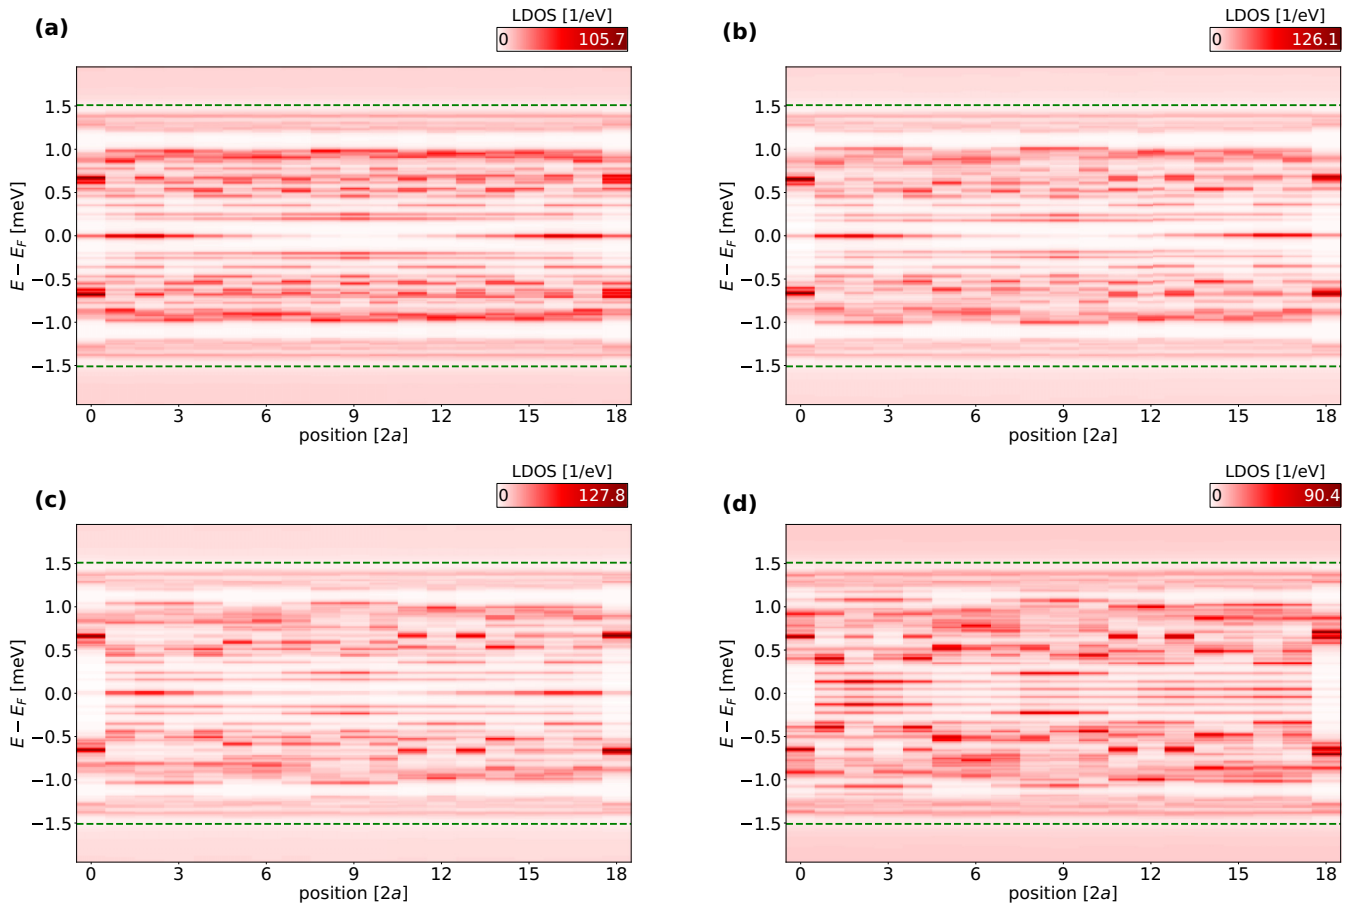 (a)
LDOS [1/eV]
0 105.7
1.5
1.0
0.5
0.0
−0.5
−1.0
−1.5
E − E_F [meV]
0 3 6 9 12 15 18
position [2a]
(b)
LDOS [1/eV]
0 126.1
1.5
1.0
0.5
0.0
−0.5
−1.0
−1.5
E − E_F [meV]
0 3 6 9 12 15 18
position [2a]
(c)
LDOS [1/eV]
0 127.8
1.5
1.0
0.5
0.0
−0.5
−1.0
−1.5
E − E_F [meV]
0 3 6 9 12 15 18
position [2a]
(d)
LDOS [1/eV]
0 90.4
1.5
1.0
0.5
0.0
−0.5
−1.0
−1.5
E − E_F [meV]
0 3 6 9 12 15 18
position [2a]